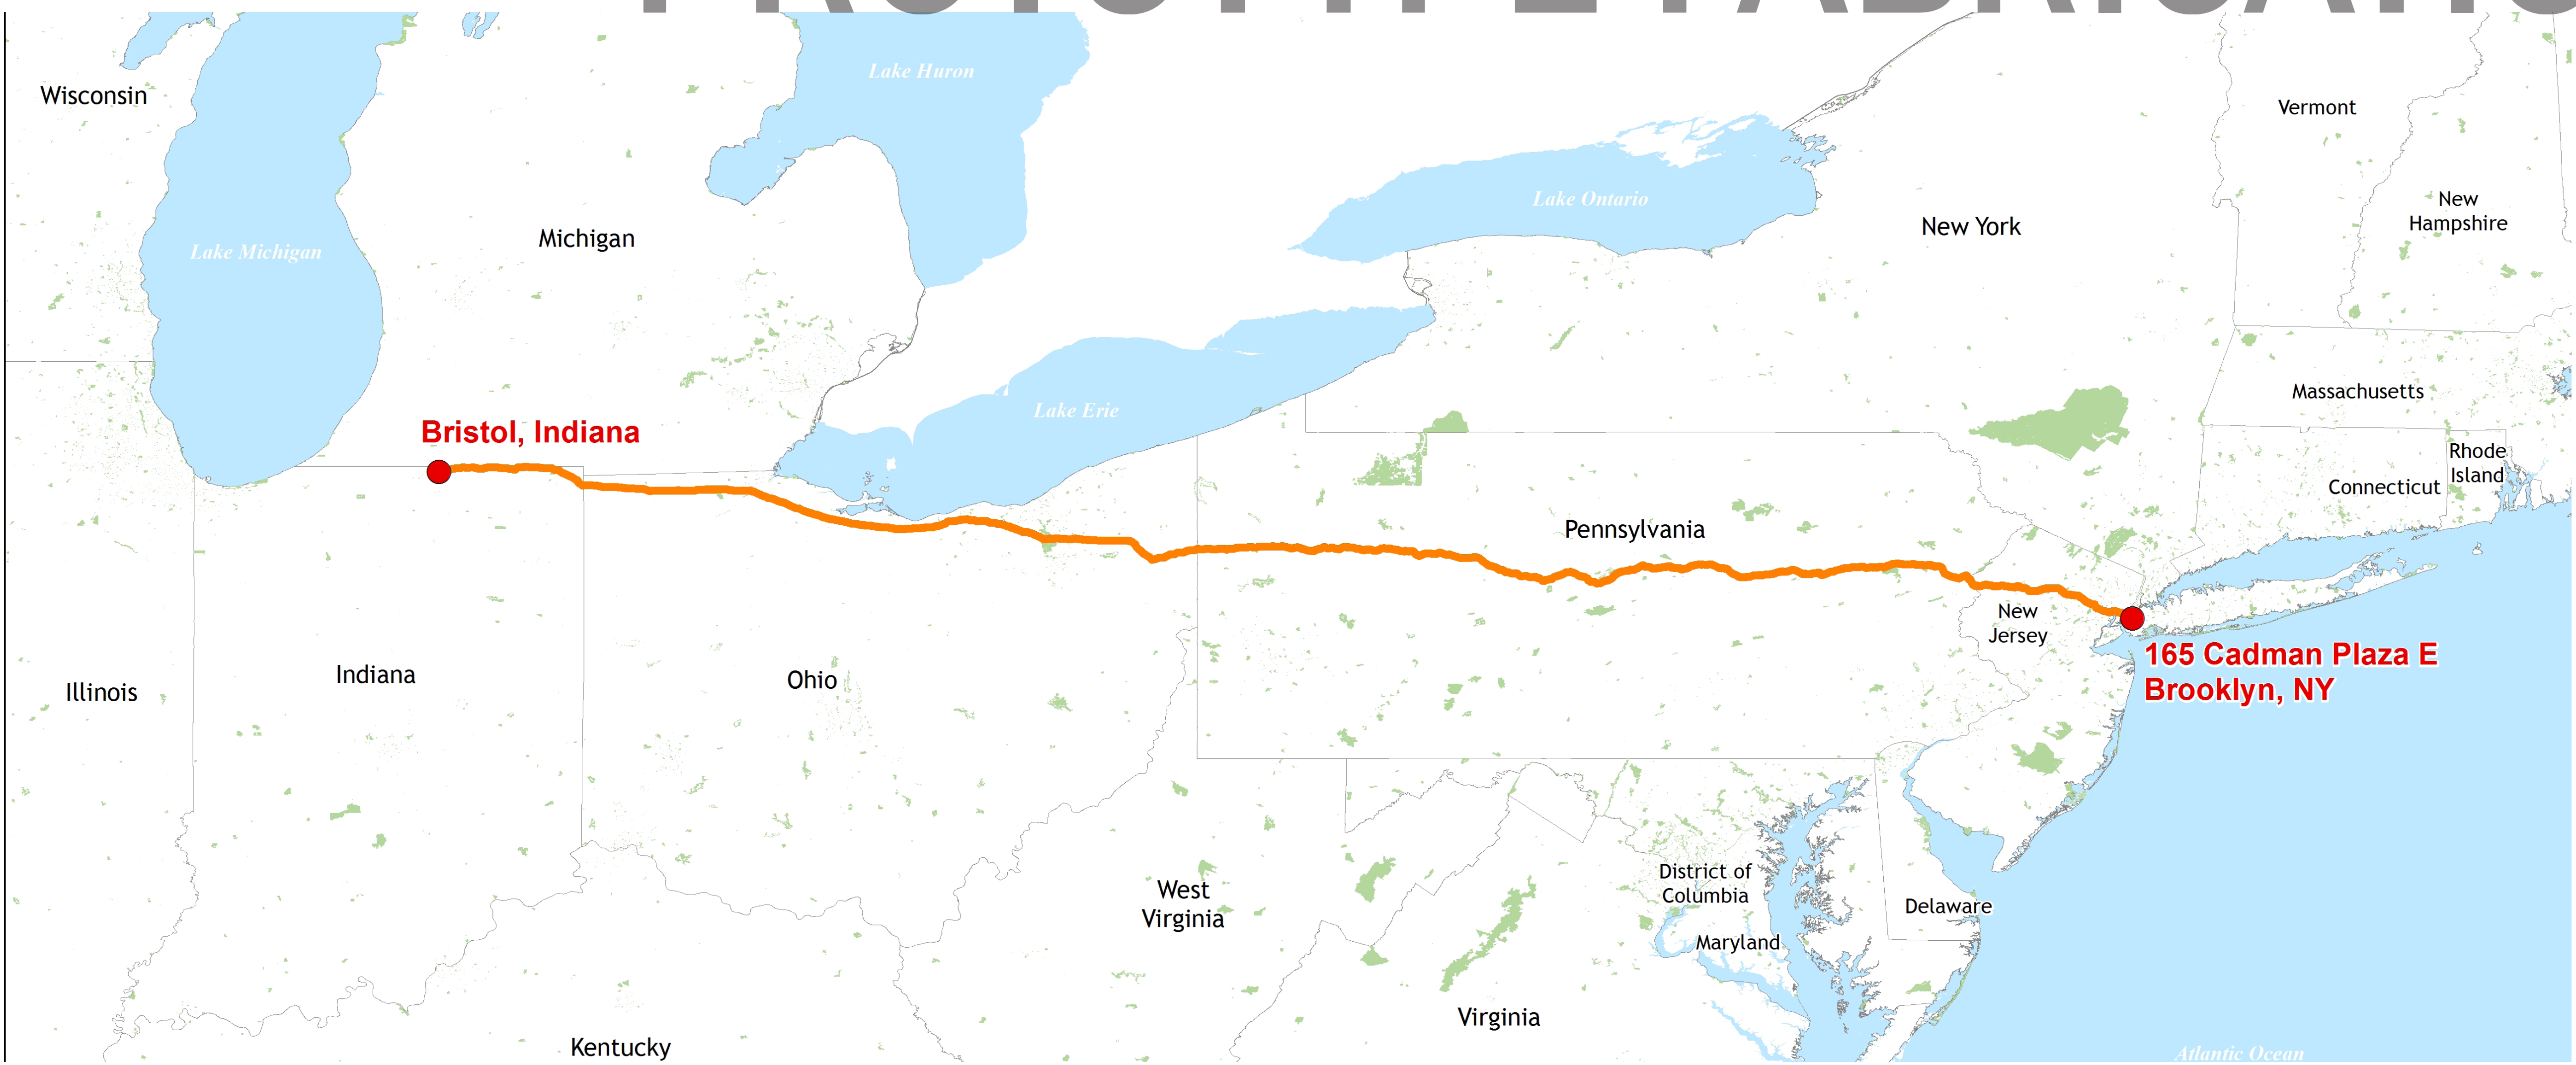 Wisconsin
Lake Huron
Vermont
New
Hampshire
Lake Ontario
New York
Michigan
Lake Michigan
Massachusetts
Lake Erie
Bristol, Indiana
Rhode
Island
Connecticut
Pennsylvania
New
Jersey
165 Cadman Plaza E
Brooklyn, NY
Indiana
Ohio
Illinois
District of
Columbia
West
Virginia
Delaware
Maryland
Virginia
Kentucky
Atlantic Ocean